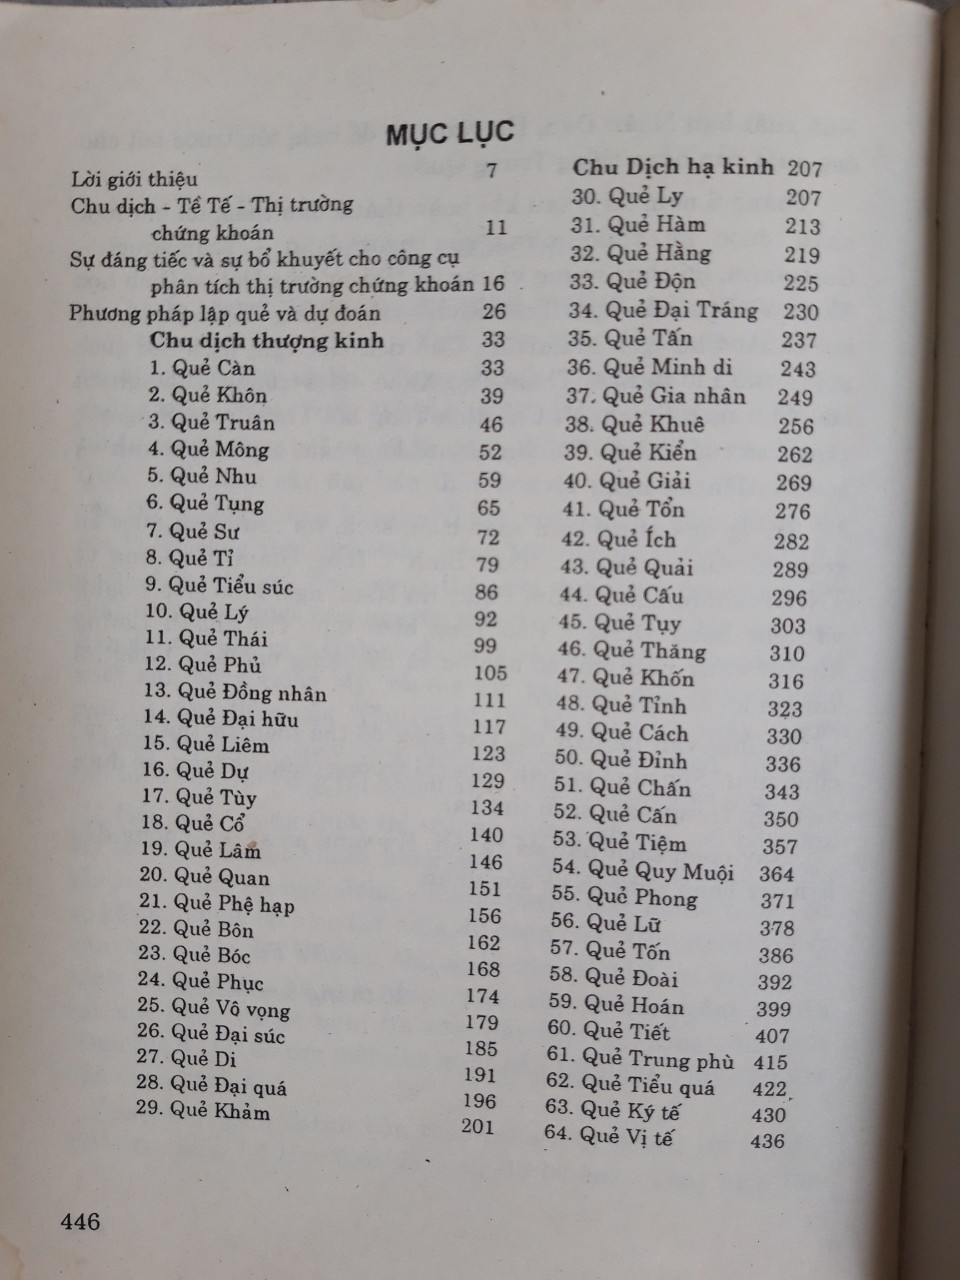 MỤC LỤC
Lời giới thiệu 7
Chu dịch - Tề Tế - Thị trường
chứng khoán 11
Sự đáng tiếc và sự bổ khuyết cho công cụ
phân tích thị trường chứng khoán 16
Phương pháp lập quẻ và dự đoán 26
Chu dịch thượng kinh 33
1. Quẻ Càn 33
2. Quẻ Khôn 39
3. Quẻ Truân 46
4. Quẻ Mông 52
5. Quẻ Nhu 59
6. Quẻ Tụng 65
7. Quẻ Sư 72
8. Quẻ Tỉ 79
9. Quẻ Tiểu súc 86
10. Quẻ Lý 92
11. Quẻ Thái 99
12. Quẻ Phủ 105
13. Quẻ Đồng nhân 111
14. Quẻ Đại hữu 117
15. Quẻ Liêm 123
16. Quẻ Dự 129
17. Quẻ Tùy 134
18. Quẻ Cổ 140
19. Quẻ Lâm 146
20. Quẻ Quan 151
21. Quẻ Phệ hạp 156
22. Quẻ Bôn 162
23. Quẻ Bóc 168
24. Quẻ Phục 174
25. Quẻ Vô vọng 179
26. Quẻ Đại súc 185
27. Quẻ Di 191
28. Quẻ Đại quá 196
29. Quẻ Khảm 201
Chu Dịch hạ kinh 207
30. Quẻ Ly 207
31. Quẻ Hàm 213
32. Quẻ Hằng 219
33. Quẻ Độn 225
34. Quẻ Đại Tráng 230
35. Quẻ Tấn 237
36. Quẻ Minh di 243
37. Quẻ Gia nhân 249
38. Quẻ Khuê 256
39. Quẻ Kiển 262
40. Quẻ Giải 269
41. Quẻ Tổn 276
42. Quẻ Ích 282
43. Quẻ Quải 289
44. Quẻ Cấu 296
45. Quẻ Tụy 303
46. Quẻ Thăng 310
47. Quẻ Khốn 316
48. Quẻ Tỉnh 323
49. Quẻ Cách 330
50. Quẻ Đỉnh 336
51. Quẻ Chấn 343
52. Quẻ Cấn 350
53. Quẻ Tiệm 357
54. Quẻ Quy Muội 364
55. Quẻ Phong 371
56. Quẻ Lữ 378
57. Quẻ Tốn 386
58. Quẻ Đoài 392
59. Quẻ Hoán 399
60. Quẻ Tiết 407
61. Quẻ Trung phù 415
62. Quẻ Tiểu quá 422
63. Quẻ Ký tế 430
64. Quẻ Vị tế 436
446